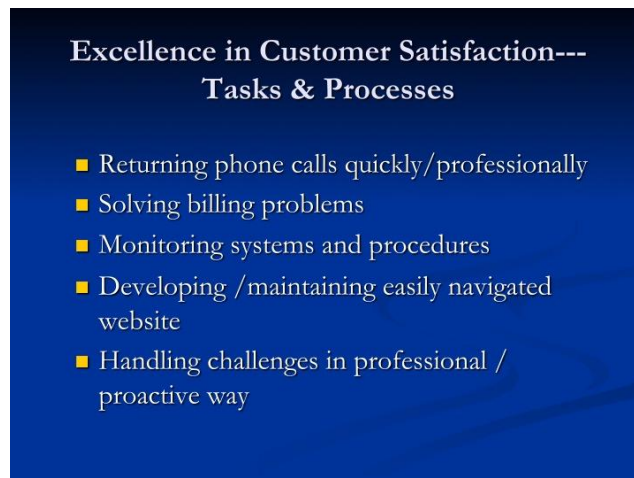 Excellence in Customer Satisfaction---
Tasks & Processes
Returning phone calls quickly/professionally
Solving billing problems
Monitoring systems and procedures
Developing /maintaining easily navigated
website
Handling challenges in professional /
proactive way